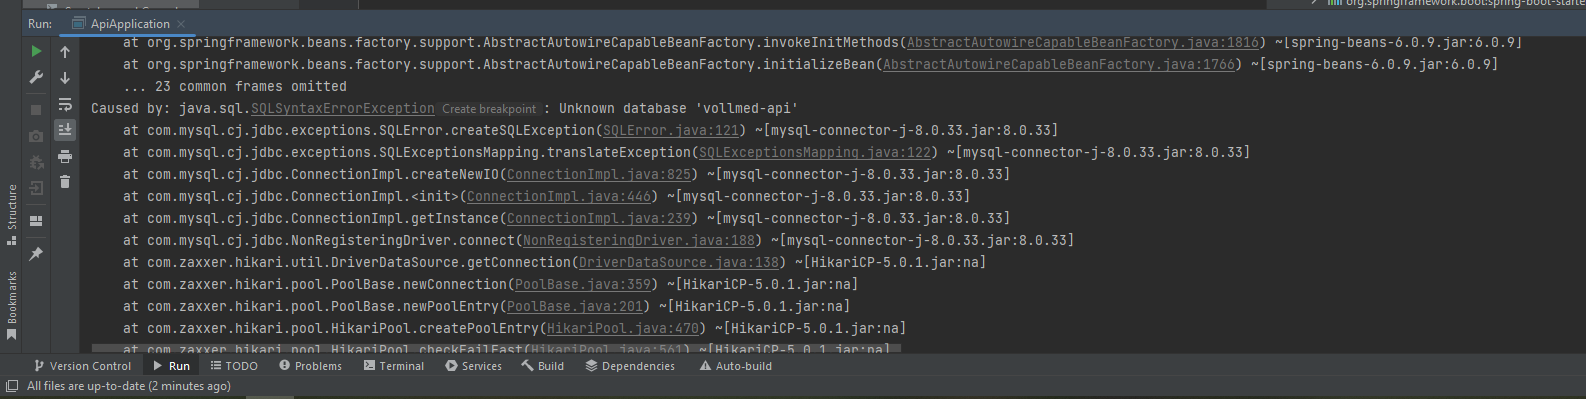 org.springframework.boot:spring-boot-starte
Run: ApiApplication ×
at org.springframework.beans.factory.support.AbstractAutowireCapableBeanFactory.invokeInitMethods(AbstractAutowireCapableBeanFactory.java:1816) ~[spring-beans-6.0.9.jar:6.0.9]
at org.springframework.beans.factory.support.AbstractAutowireCapableBeanFactory.initializeBean(AbstractAutowireCapableBeanFactory.java:1766) ~[spring-beans-6.0.9.jar:6.0.9]
... 23 common frames omitted
Caused by: java.sql.SQLSyntaxErrorException Create breakpoint : Unknown database 'vollmed-api'
at com.mysql.cj.jdbc.exceptions.SQLError.createSQLException(SQLError.java:121) ~[mysql-connector-j-8.0.33.jar:8.0.33]
at com.mysql.cj.jdbc.exceptions.SQLExceptionsMapping.translateException(SQLExceptionsMapping.java:122) ~[mysql-connector-j-8.0.33.jar:8.0.33]
at com.mysql.cj.jdbc.ConnectionImpl.createNewIO(ConnectionImpl.java:825) ~[mysql-connector-j-8.0.33.jar:8.0.33]
at com.mysql.cj.jdbc.ConnectionImpl.<init>(ConnectionImpl.java:446) ~[mysql-connector-j-8.0.33.jar:8.0.33]
at com.mysql.cj.jdbc.ConnectionImpl.getInstance(ConnectionImpl.java:239) ~[mysql-connector-j-8.0.33.jar:8.0.33]
at com.mysql.cj.jdbc.NonRegisteringDriver.connect(NonRegisteringDriver.java:188) ~[mysql-connector-j-8.0.33.jar:8.0.33]
at com.zaxxer.hikari.util.DriverDataSource.getConnection(DriverDataSource.java:138) ~[HikariCP-5.0.1.jar:na]
at com.zaxxer.hikari.pool.PoolBase.newConnection(PoolBase.java:359) ~[HikariCP-5.0.1.jar:na]
at com.zaxxer.hikari.pool.PoolBase.newPoolEntry(PoolBase.java:201) ~[HikariCP-5.0.1.jar:na]
at com.zaxxer.hikari.pool.HikariPool.createPoolEntry(HikariPool.java:470) ~[HikariCP-5.0.1.jar:na]
at com.zaxxer.hikari.pool.HikariPool.checkFailFast(HikariPool.java:561) ~[HikariCP-5.0.1.jar:na]
Structure
Bookmarks
Version Control Run TODO Problems Terminal Services Build Dependencies Auto-build
All files are up-to-date (2 minutes ago)